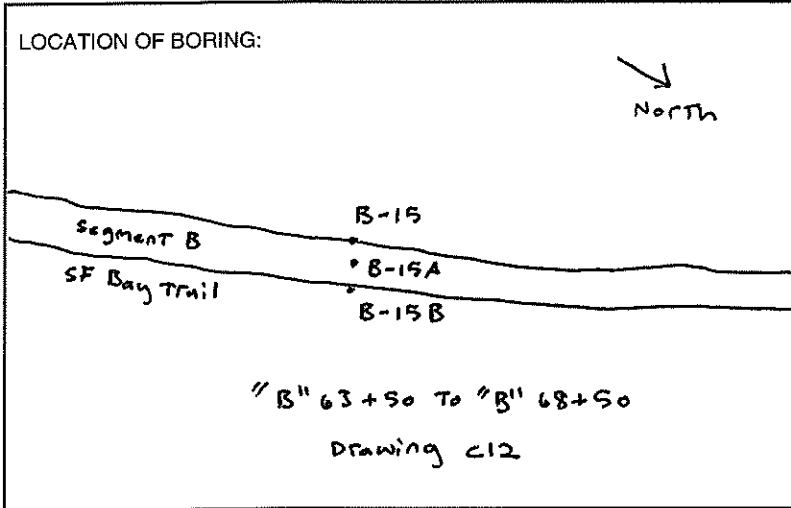 LOCATION OF BORING:
North
B-15
Segment B
B-15A
SF Bay Trail
B-15B
"B" 63+50 To "B" 68+50
Drawing C12